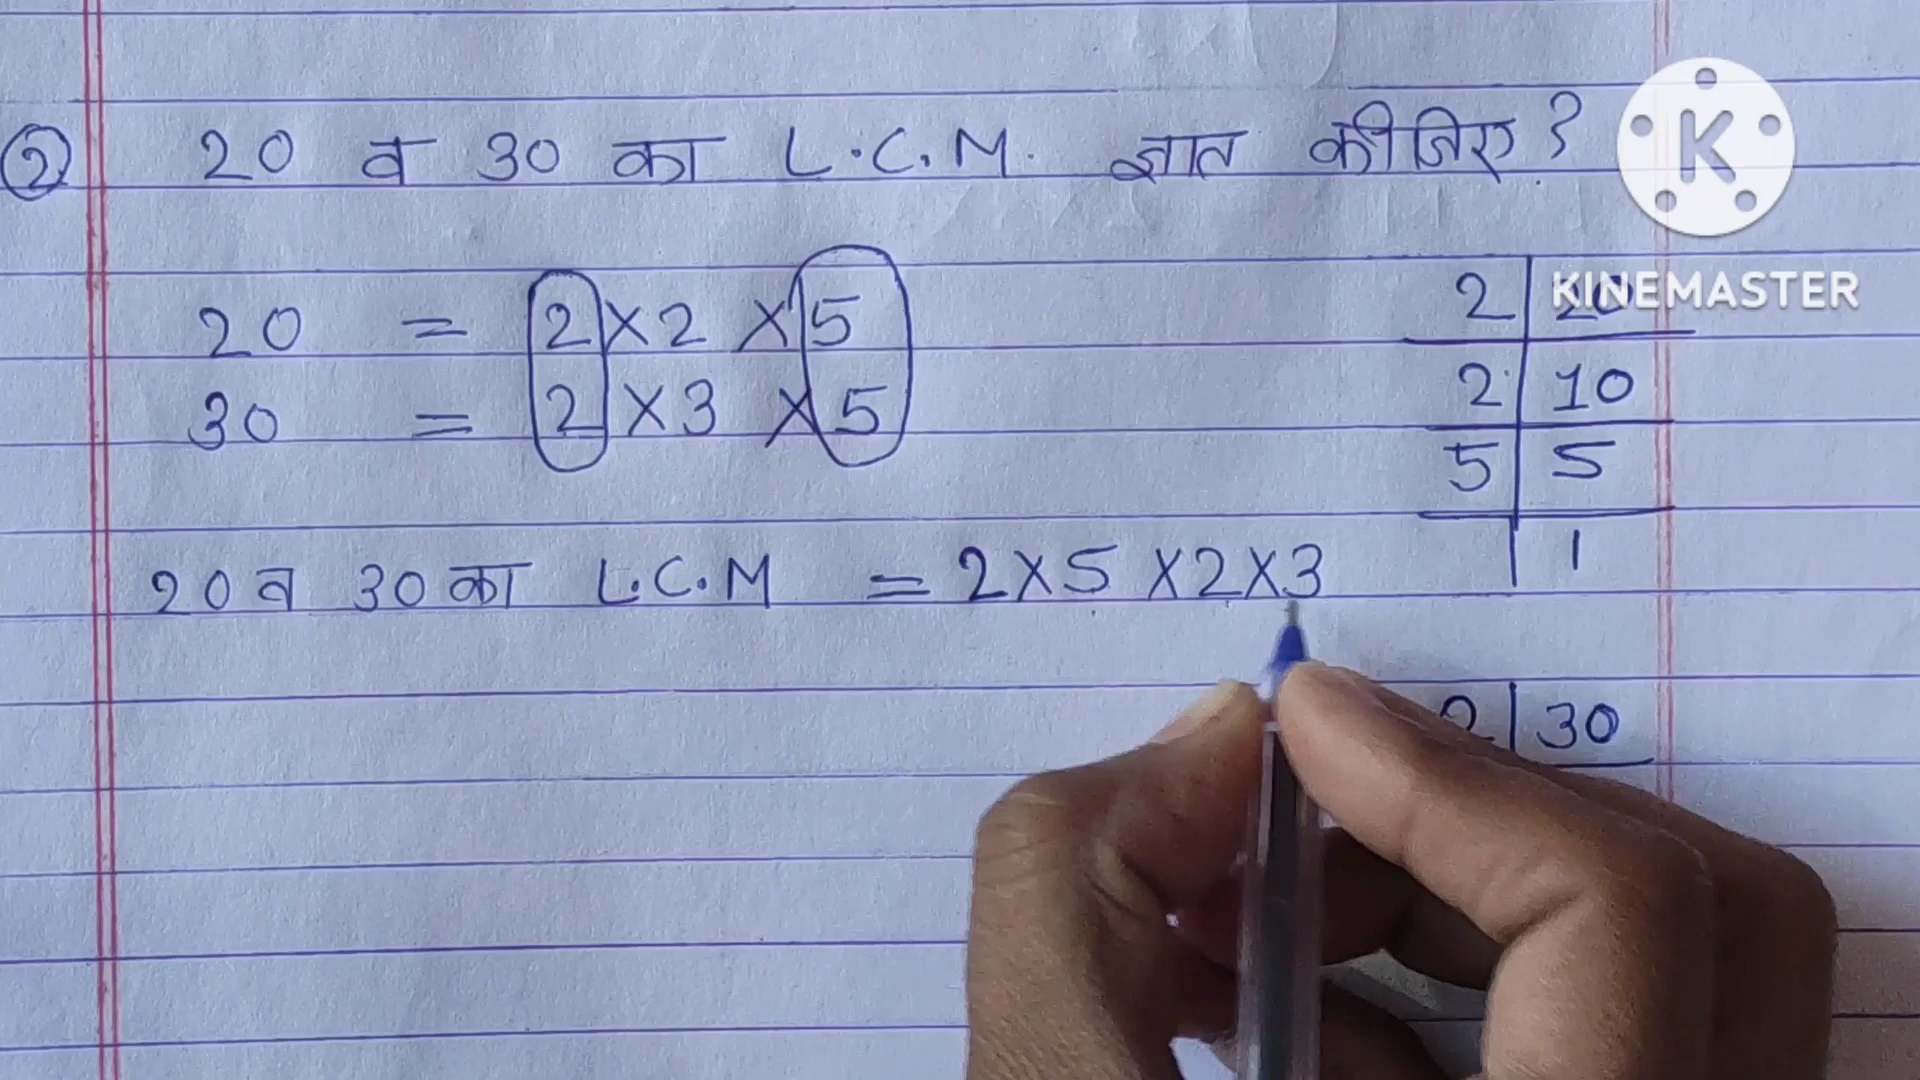 ② 20 व 30 का L.C.M. ज्ञात कीजिए?
K
KINEMASTER
20 = 2×2×5
30 = 2×3×5
2 | 20
2 | 10
5 | 5
| 1
20 व 30 का L.C.M = 2×5×2×3
2 | 30